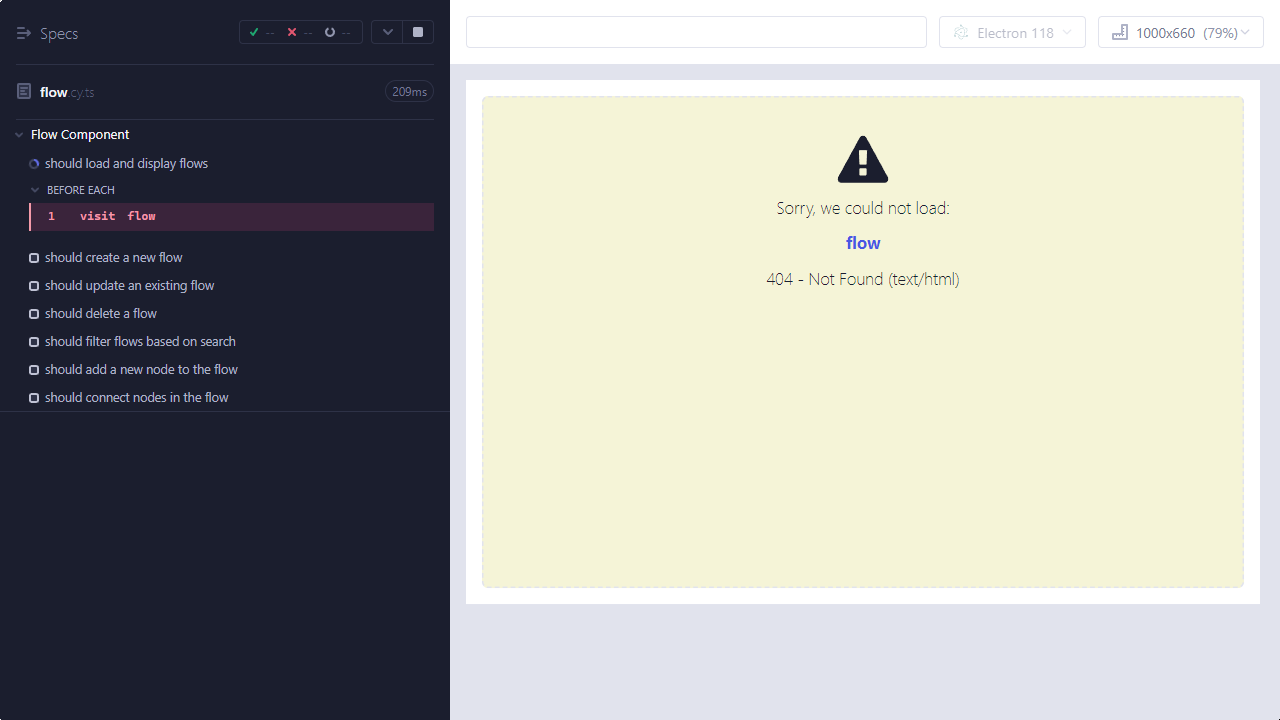 Specs
-- -- --
flow.cy.ts
209ms
Flow Component
should load and display flows
BEFORE EACH
1 visit flow
should create a new flow
should update an existing flow
should delete a flow
should filter flows based on search
should add a new node to the flow
should connect nodes in the flow
Electron 118
1000x660 (79%)
Sorry, we could not load:
flow
404 - Not Found (text/html)